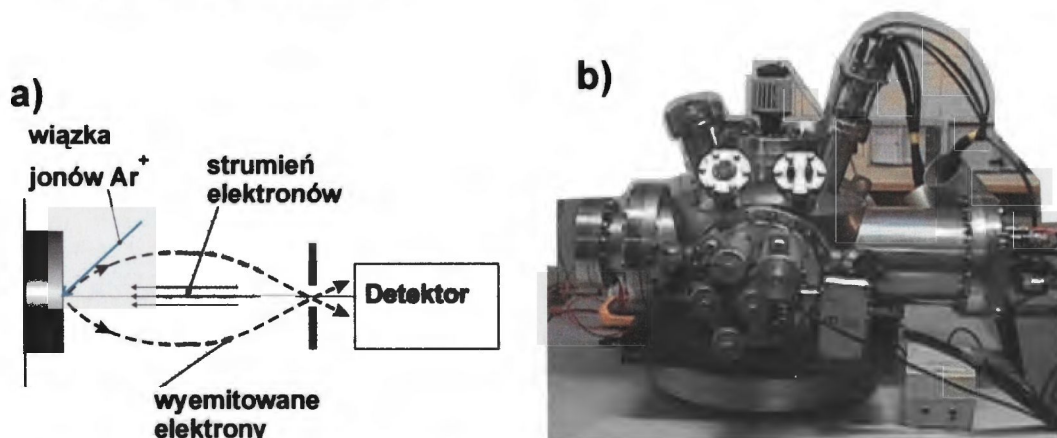 a)
wiązka
jonów Ar+
strumień
elektronów
Detektor
wyemitowane
elektrony
b)